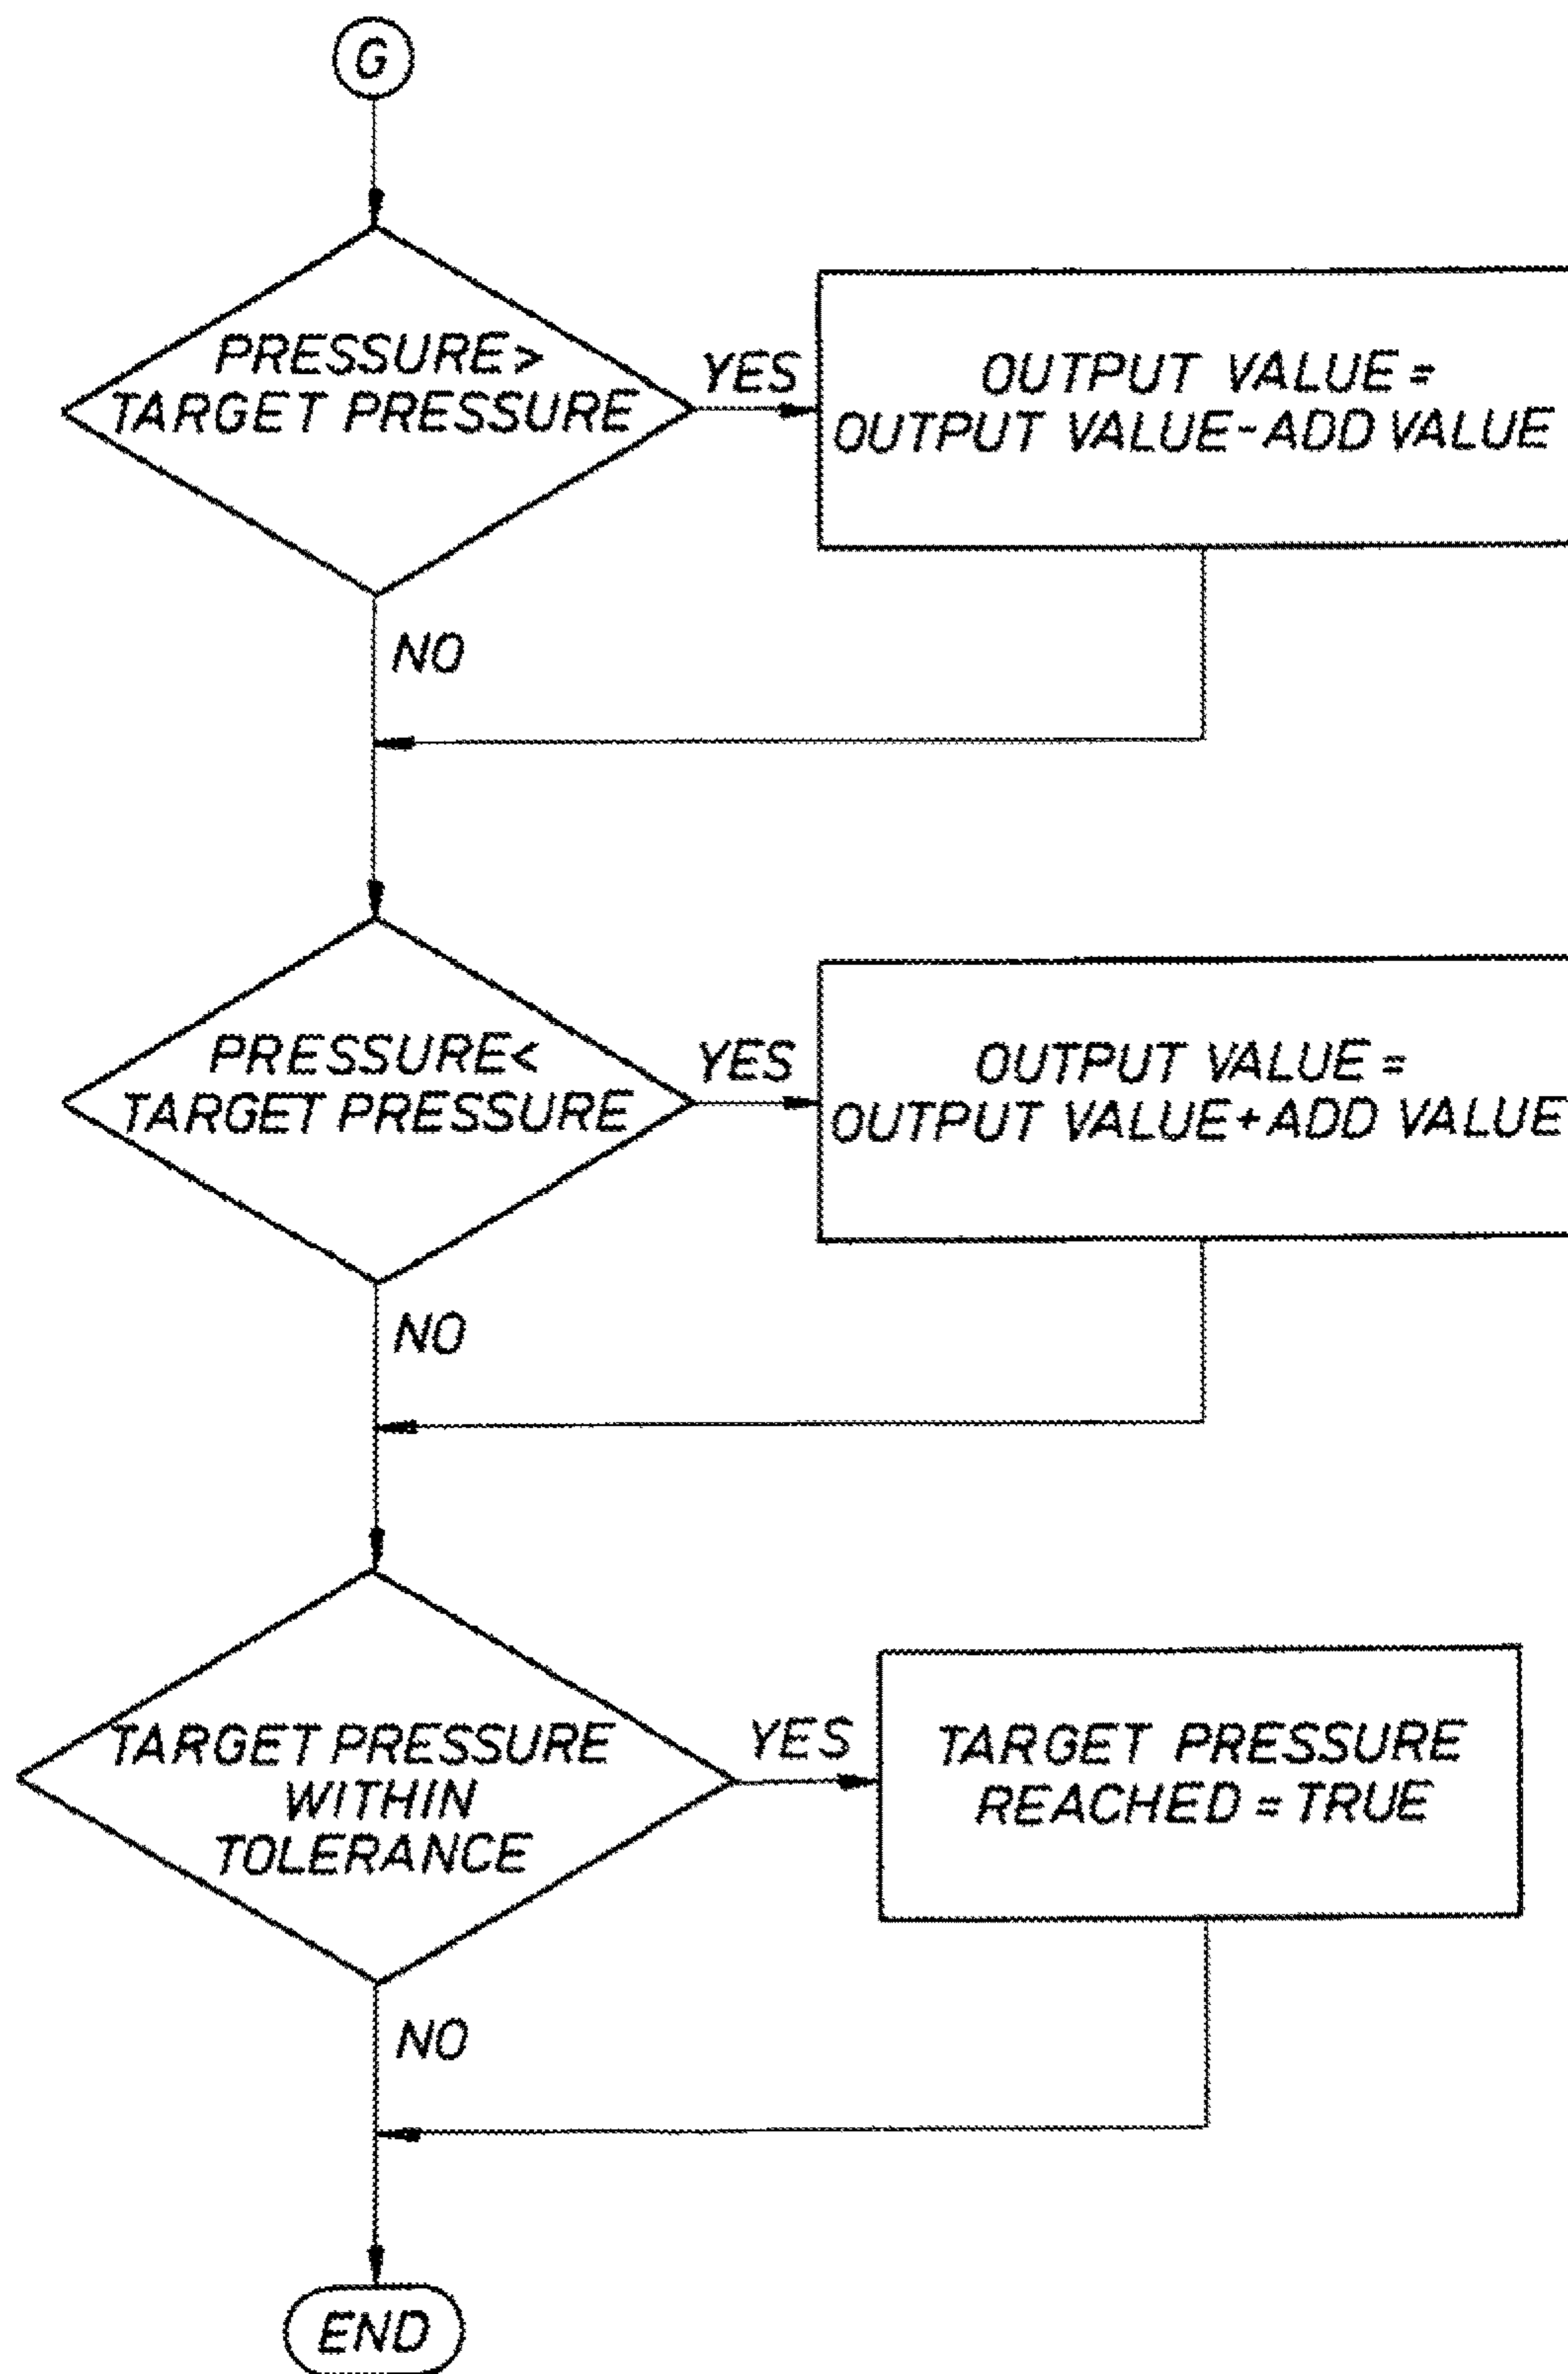 G
PRESSURE>
TARGET PRESSURE
YES
OUTPUT VALUE =
OUTPUT VALUE-ADD VALUE
NO
PRESSURE<
TARGET PRESSURE
YES
OUTPUT VALUE =
OUTPUT VALUE+ADD VALUE
NO
TARGET PRESSURE
WITHIN
TOLERANCE
YES
TARGET PRESSURE
REACHED = TRUE
NO
END